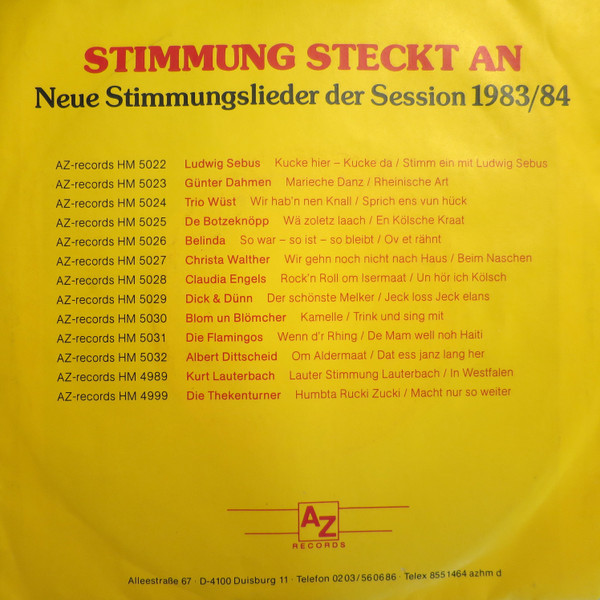 STIMMUNG STECKT AN
Neue Stimmungslieder der Session 1983/84
AZ-records HM 5022 Ludwig Sebus Kucke hier – Kucke da / Stimm ein mit Ludwig Sebus
AZ-records HM 5023 Günter Dahmen Marieche Danz / Rheinische Art
AZ-records HM 5024 Trio Wüst Wir hab'n nen Knall / Sprich ens vun hück
AZ-records HM 5025 De Botzeknöpp Wä zoletz laach / En Kölsche Kraat
AZ-records HM 5026 Belinda So war – so ist – so bleibt / Ov et rähnt
AZ-records HM 5027 Christa Walther Wir gehn noch nicht nach Haus / Beim Naschen
AZ-records HM 5028 Claudia Engels Rock'n Roll om Isermaat / Un hör ich Kölsch
AZ-records HM 5029 Dick & Dünn Der schönste Melker / Jeck loss Jeck elans
AZ-records HM 5030 Blom un Blömcher Kamelle / Trink und sing mit
AZ-records HM 5031 Die Flamingos Wenn d'r Rhing / De Mam well noh Haiti
AZ-records HM 5032 Albert Dittscheid Om Aldermaat / Dat ess janz lang her
AZ-records HM 4989 Kurt Lauterbach Lauter Stimmung Lauterbach / In Westfalen
AZ-records HM 4999 Die Thekenturner Humbta Rucki Zucki / Macht nur so weiter
AZ
RECORDS
Alleestraße 67 · D-4100 Duisburg 11 · Telefon 0203/560686 · Telex 8551464 azhm d